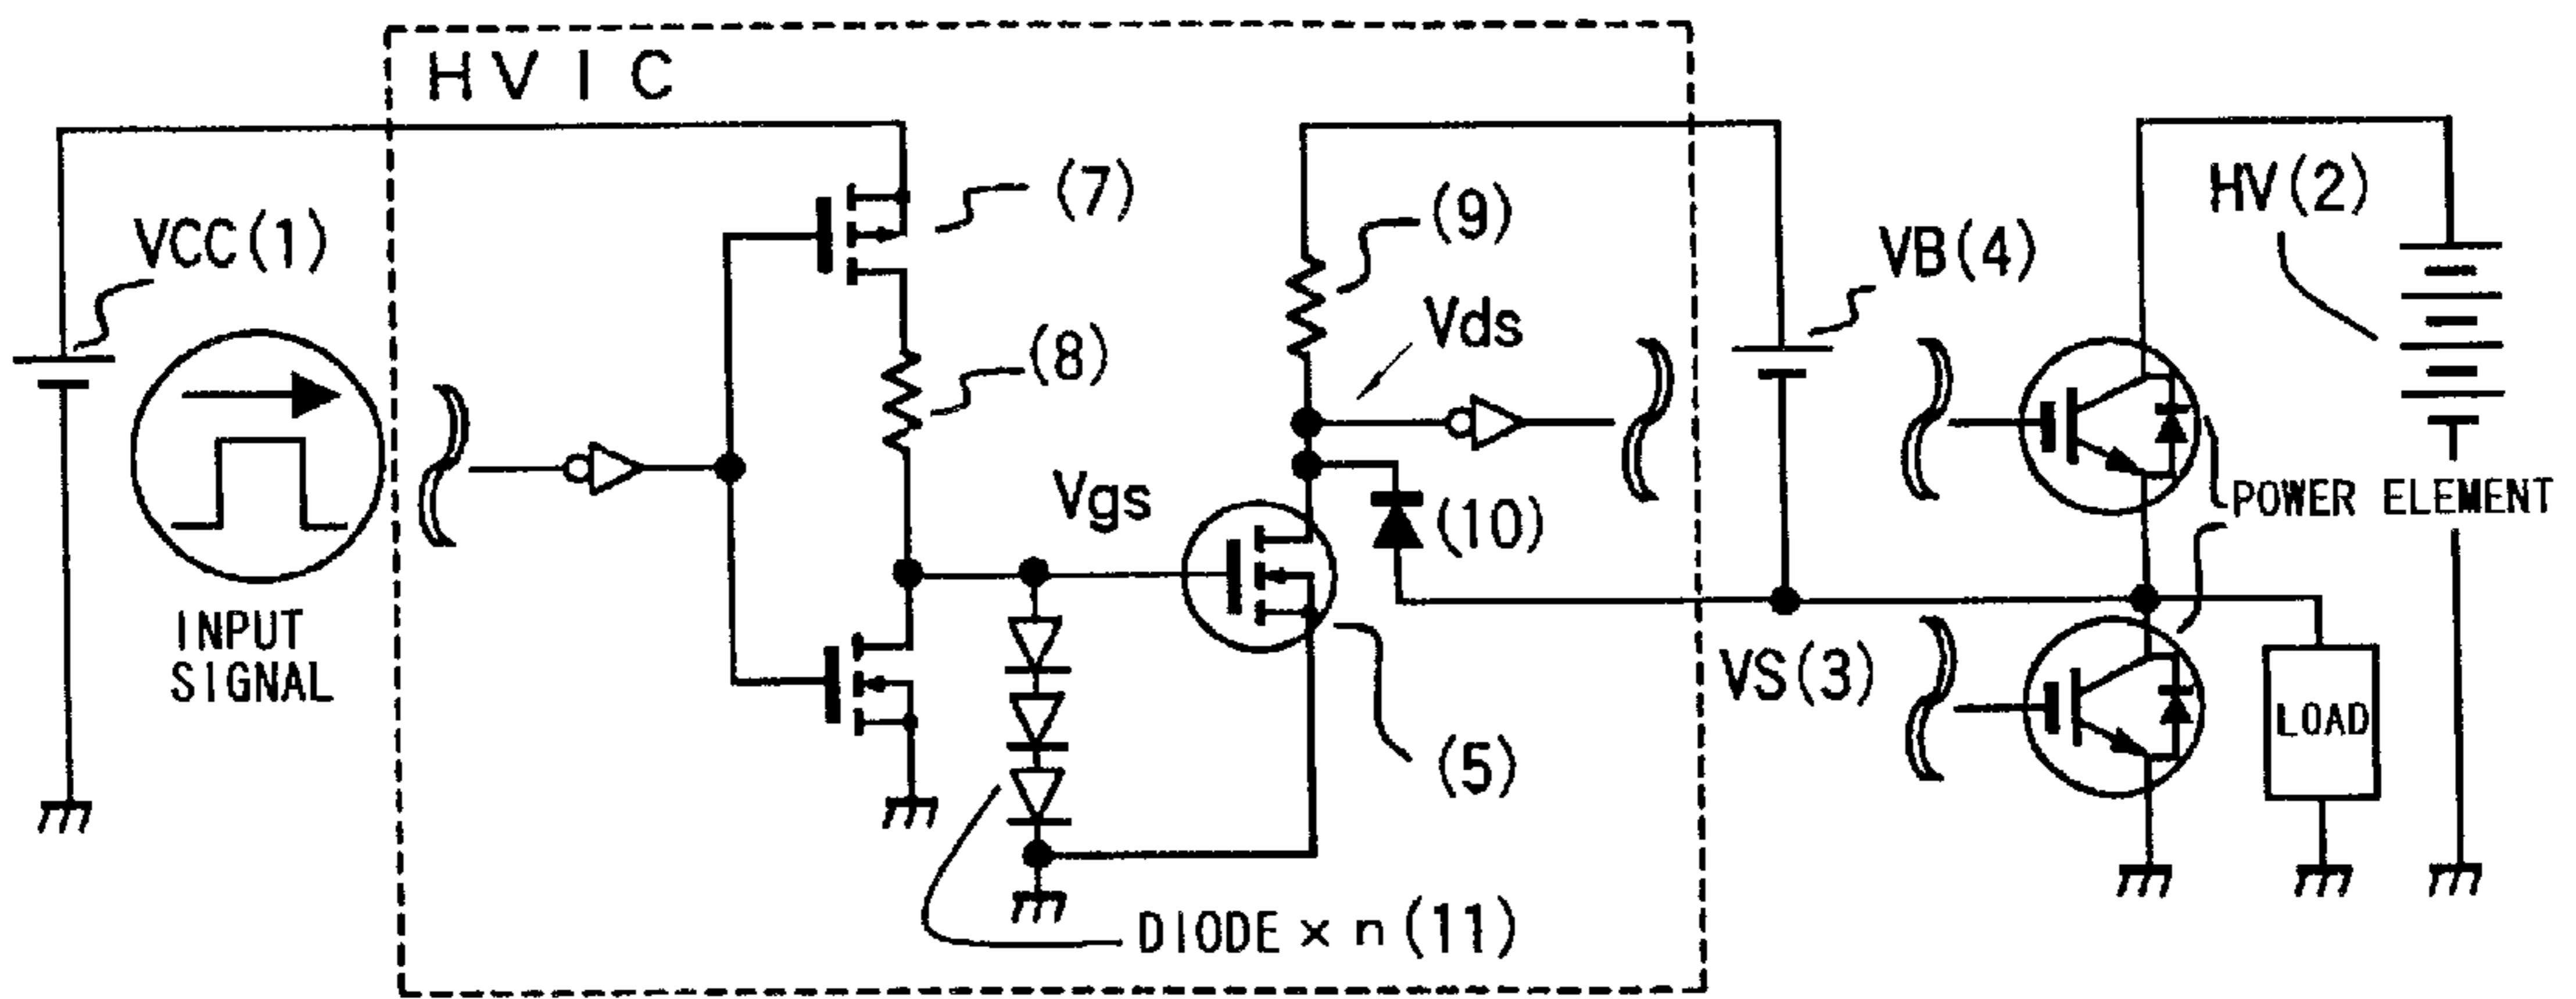 HVIC
(7)
HV(2)
(9)
VCC(1)
VB(4)
Vds
(8)
Vgs
(10)
POWER ELEMENT
INPUT
SIGNAL
VS(3)
LOAD
(5)
DIODE × n (11)